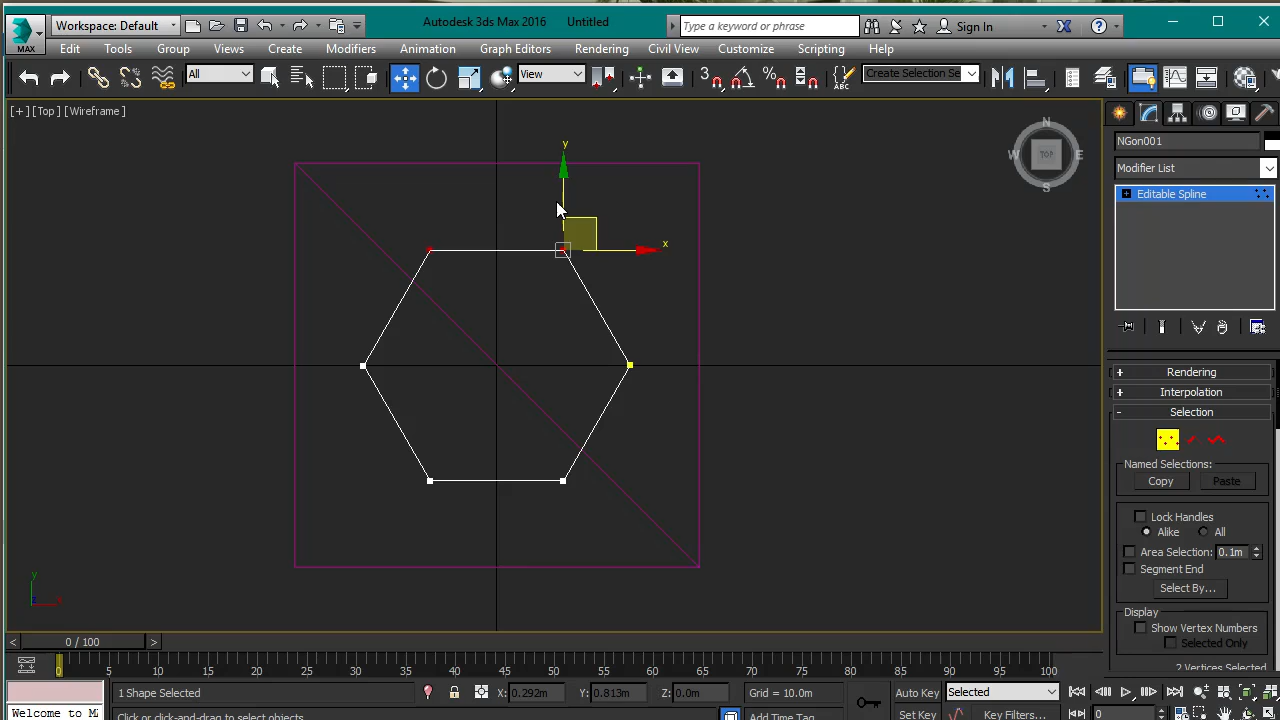 Workspace: Default
Autodesk 3ds Max 2016
Untitled
Type a keyword or phrase
Sign In
MAX
Edit Tools Group Views Create Modifiers Animation Graph Editors Rendering Civil View Customize Scripting Help
All
View
3
Create Selection Se
[+] [Top] [Wireframe]
N
W TOP E
S
y
x
y
x
NGon001
Modifier List
Editable Spline
+ Rendering
+ Interpolation
- Selection
Named Selections:
Copy Paste
Lock Handles
Alike All
Area Selection: 0.1m
Segment End
Select By...
Display
Show Vertex Numbers
Selected Only
2 Vertices Selected
< 0 / 100 >
0 5 10 15 20 25 30 35 40 45 50 55 60 65 70 75 80 85 90 95 100
1 Shape Selected
X: 0.292m Y: 0.813m Z: 0.0m
Grid = 10.0m
Auto Key Selected
Welcome to M
Click or click-and-drag to select objects
Add Time Tag
Set Key Key Filters...
0